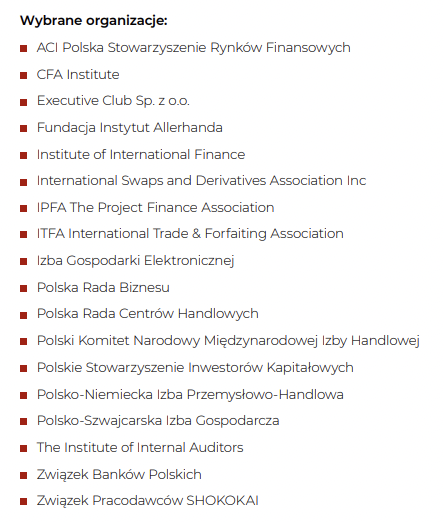 Wybrane organizacje:
ACI Polska Stowarzyszenie Rynków Finansowych
CFA Institute
Executive Club Sp. z o.o.
Fundacja Instytut Allerhanda
Institute of International Finance
International Swaps and Derivatives Association Inc
IPFA The Project Finance Association
ITFA International Trade & Forfaiting Association
Izba Gospodarki Elektronicznej
Polska Rada Biznesu
Polska Rada Centrów Handlowych
Polski Komitet Narodowy Międzynarodowej Izby Handlowej
Polskie Stowarzyszenie Inwestorów Kapitałowych
Polsko-Niemiecka Izba Przemysłowo-Handlowa
Polsko-Szwajcarska Izba Gospodarcza
The Institute of Internal Auditors
Związek Banków Polskich
Związek Pracodawców SHOKOKAI